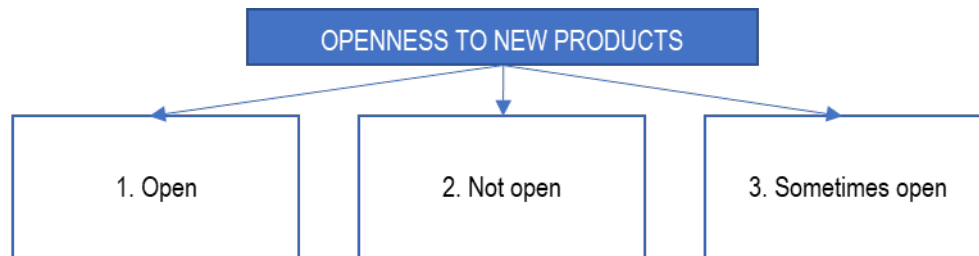 OPENNESS TO NEW PRODUCTS
1. Open
2. Not open
3. Sometimes open